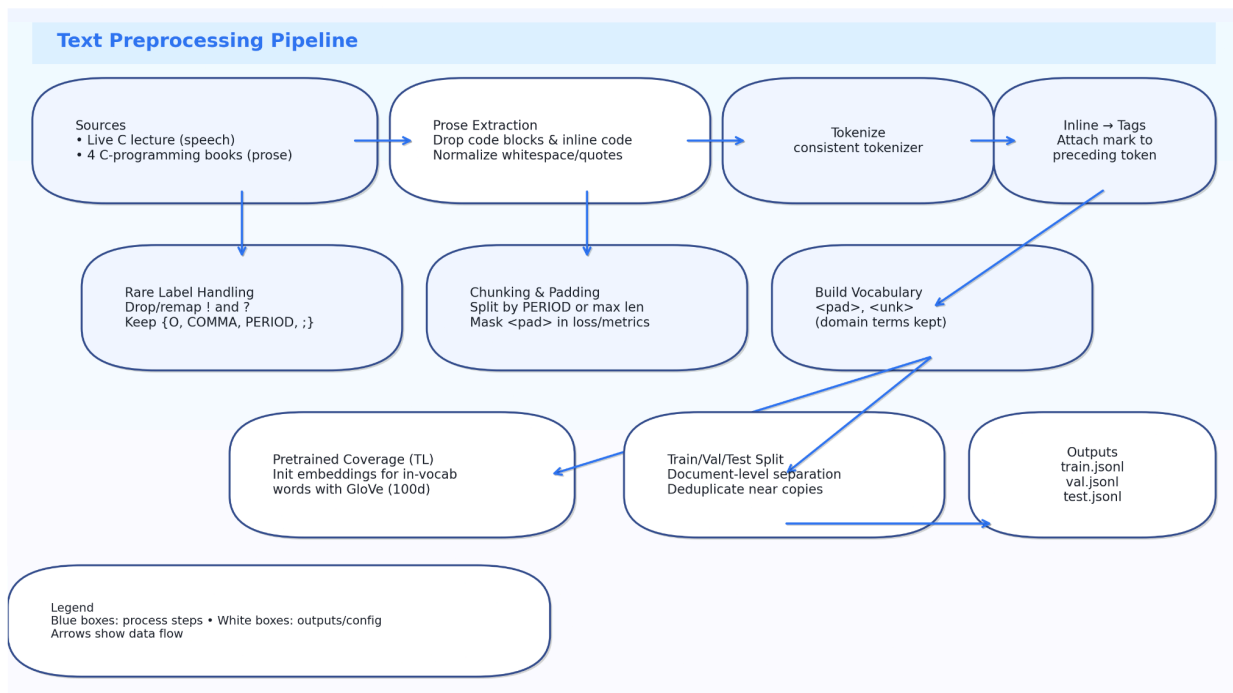 Text Preprocessing Pipeline
Sources
• Live C lecture (speech)
• 4 C-programming books (prose)
Prose Extraction
Drop code blocks & inline code
Normalize whitespace/quotes
Tokenize
consistent tokenizer
Inline → Tags
Attach mark to
preceding token
Rare Label Handling
Drop/remap ! and ?
Keep {O, COMMA, PERIOD, ;}
Chunking & Padding
Split by PERIOD or max len
Mask <pad> in loss/metrics
Build Vocabulary
<pad>, <unk>
(domain terms kept)
Pretrained Coverage (TL)
Init embeddings for in-vocab
words with GloVe (100d)
Train/Val/Test Split
Document-level separation
Deduplicate near copies
Outputs
train.jsonl
val.jsonl
test.jsonl
Legend
Blue boxes: process steps • White boxes: outputs/config
Arrows show data flow